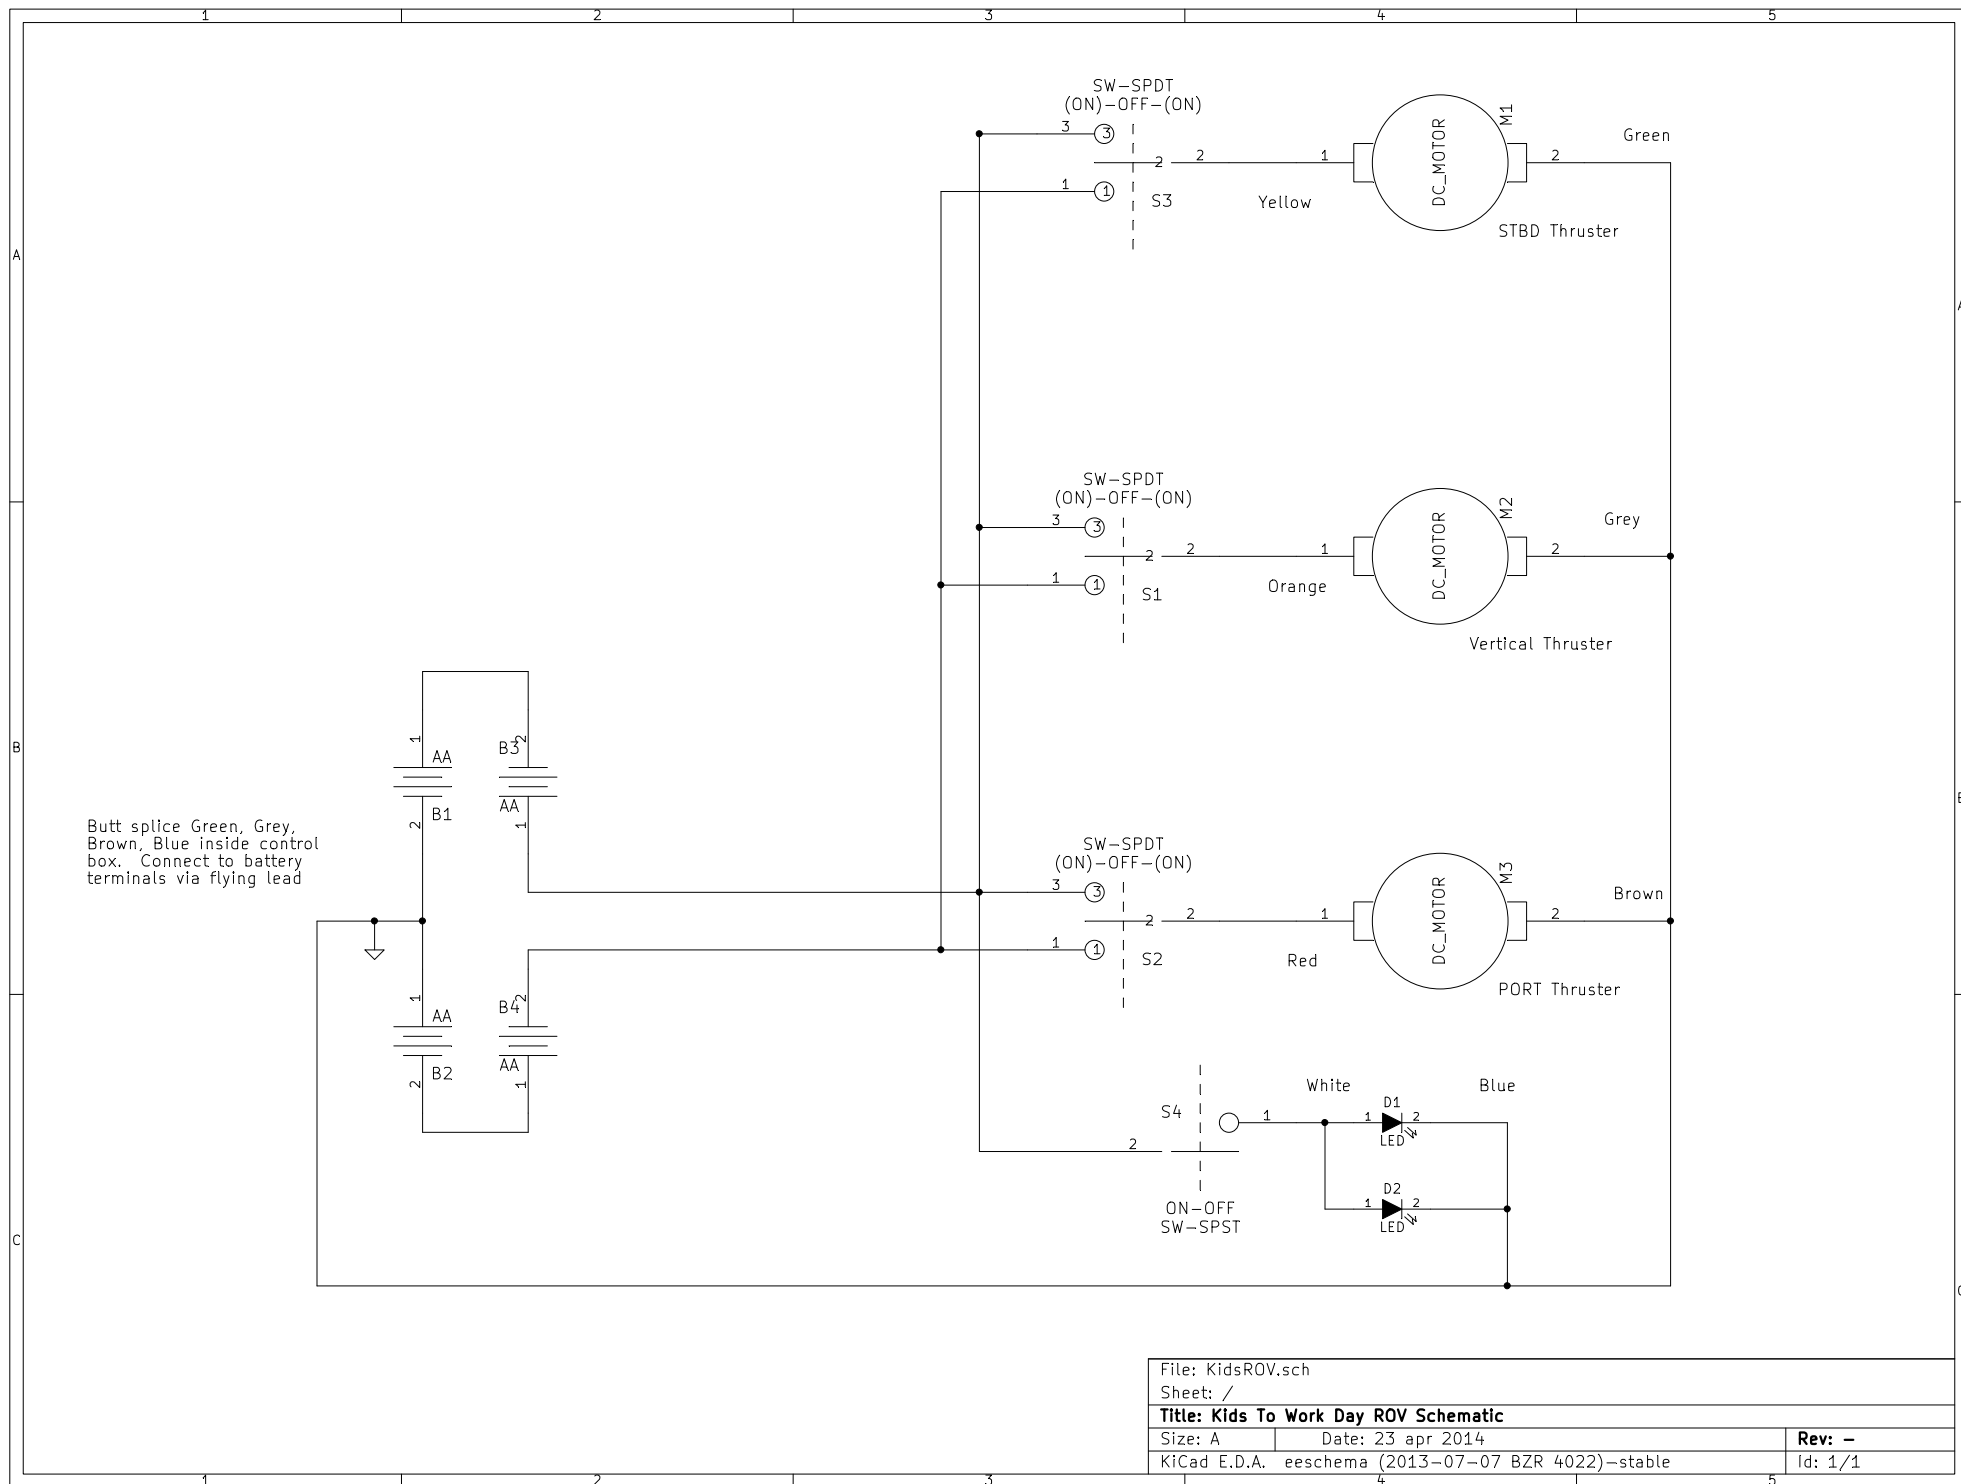 1 2 3 4 5
SW-SPDT
(ON)-OFF-(ON)
3 3
2 2
1 1
S3
Yellow
1
DC_MOTOR
M1
2
Green
STBD Thruster
A
A
SW-SPDT
(ON)-OFF-(ON)
3 3
2 2
1 1
S1
Orange
1
DC_MOTOR
M2
2
Grey
Vertical Thruster
B
B
1
AA
B1
2
B3
2
AA
1
Butt splice Green, Grey,
Brown, Blue inside control
box. Connect to battery
terminals via flying lead
SW-SPDT
(ON)-OFF-(ON)
3 3
2 2
1 1
S2
Red
1
DC_MOTOR
M3
2
Brown
PORT Thruster
1
AA
B2
2
B4
2
AA
1
S4
1
2
ON-OFF
SW-SPST
White
Blue
D1
1 2
LED
D2
1 2
LED
C
C
File: KidsROV.sch
Sheet: /
Title: Kids To Work Day ROV Schematic
Size: A Date: 23 apr 2014 Rev: -
KiCad E.D.A. eeschema (2013-07-07 BZR 4022)-stable Id: 1/1
1 2 3 4 5